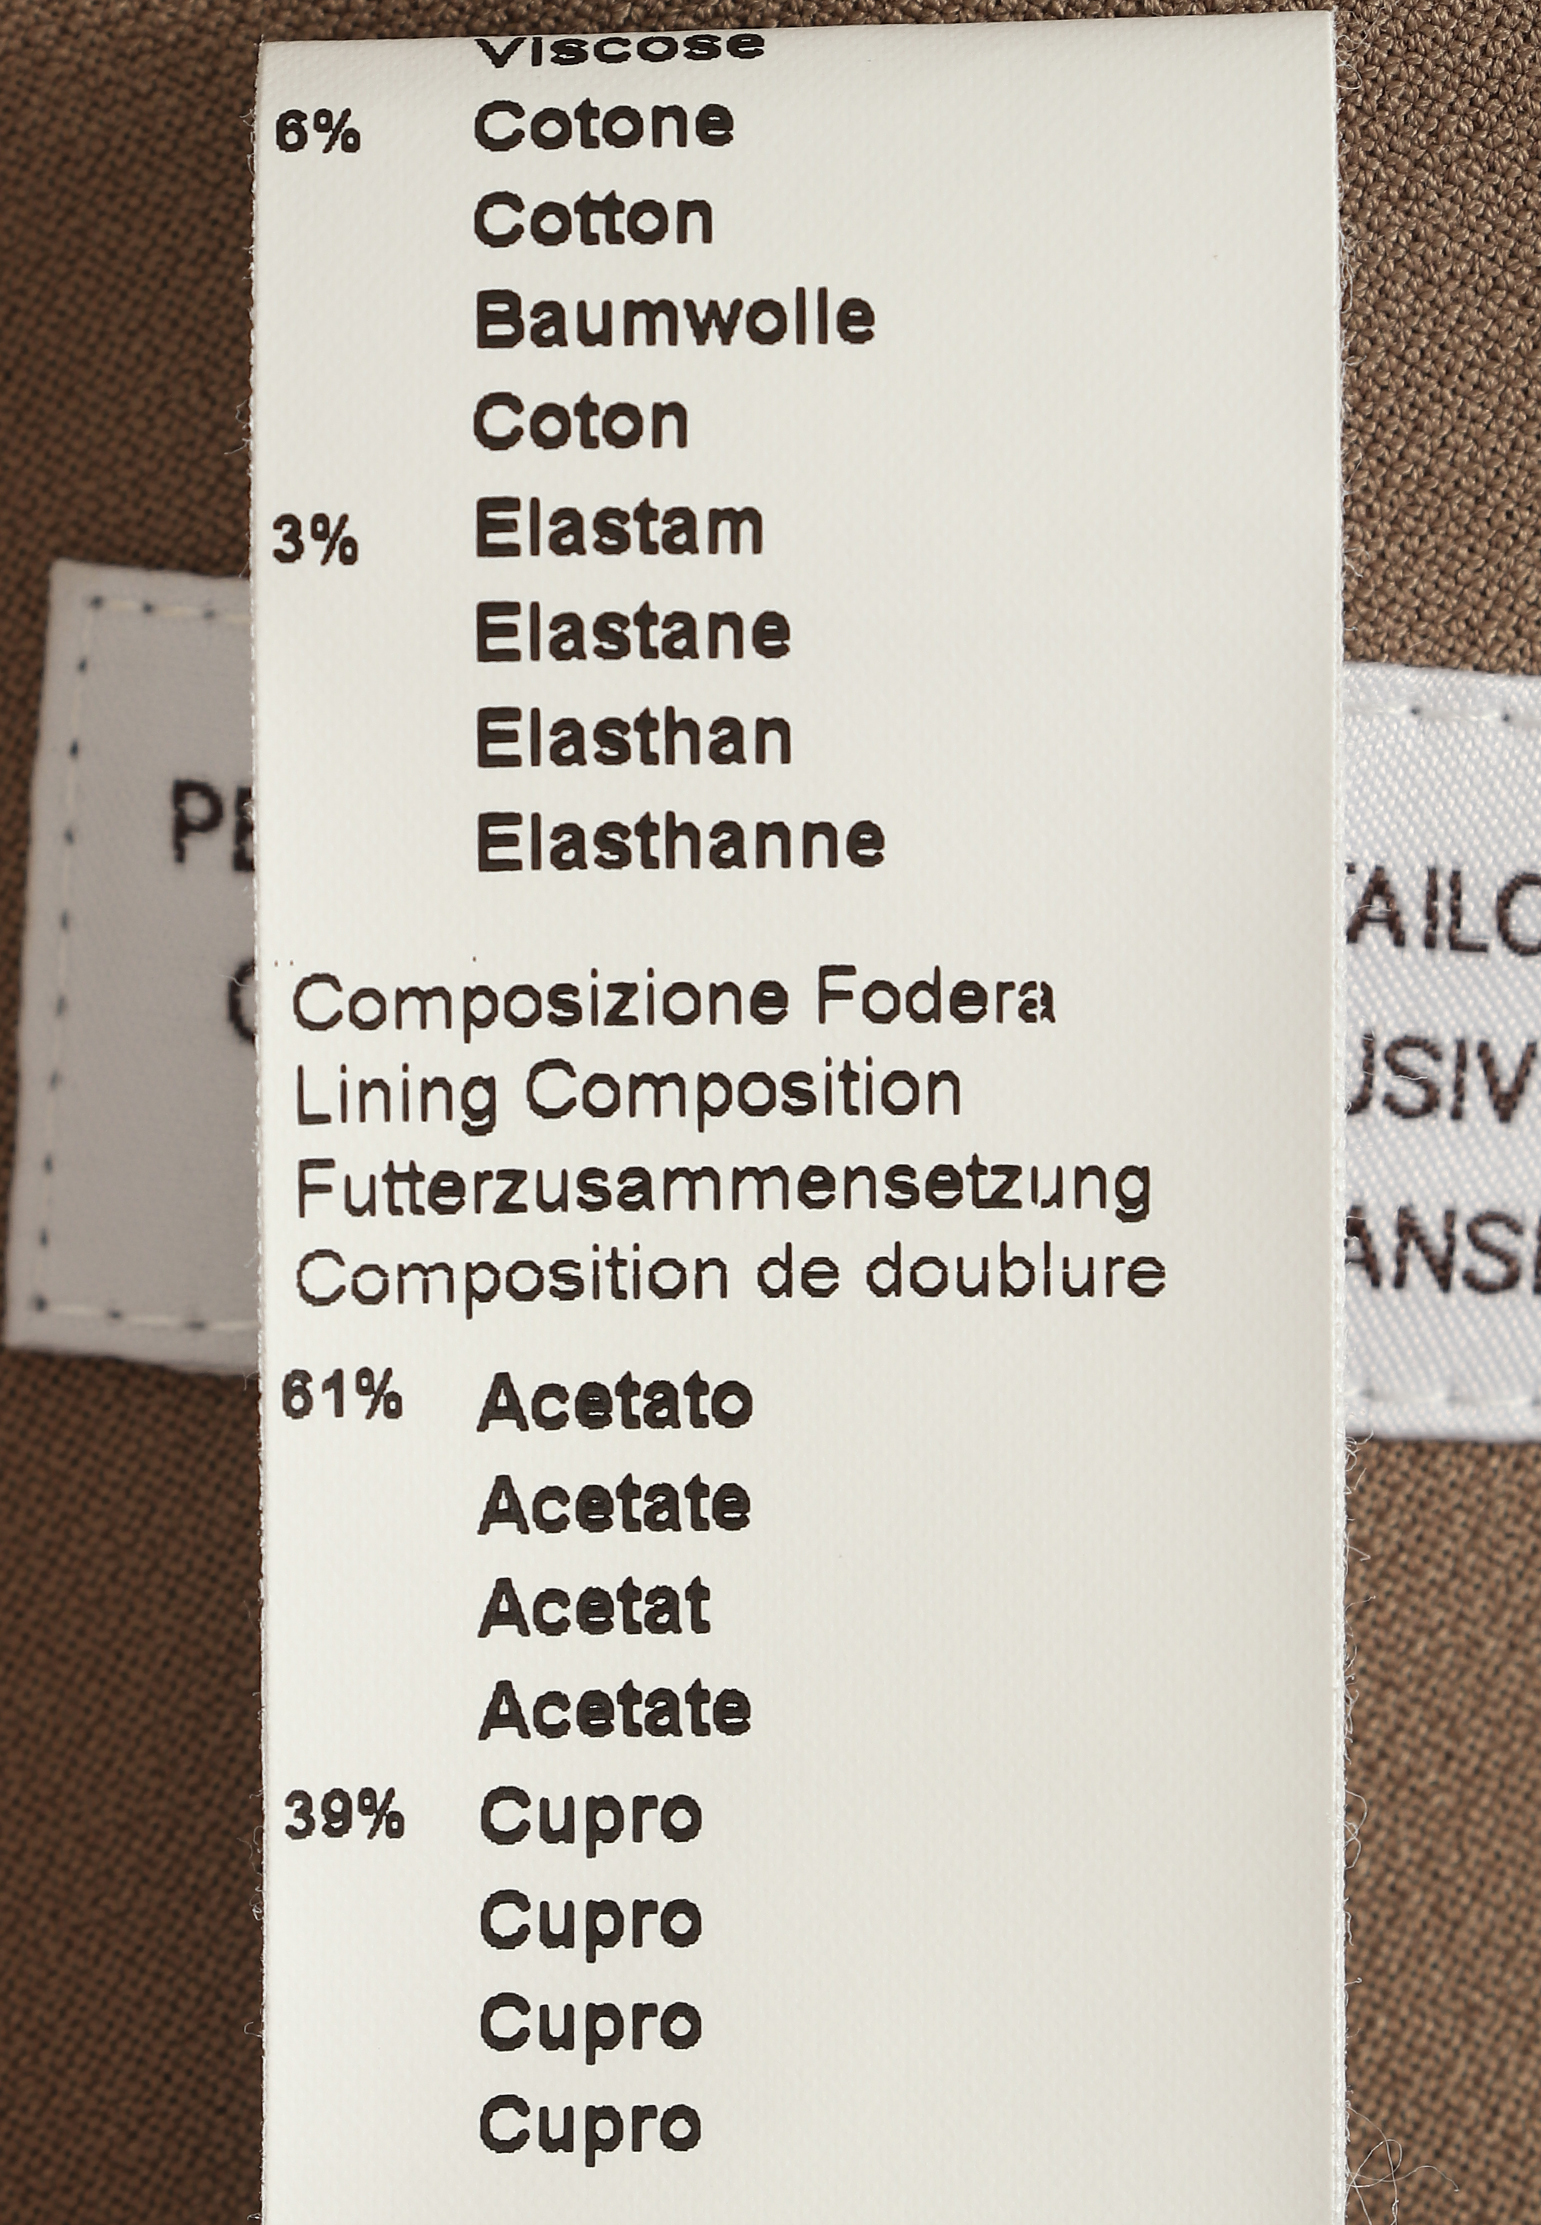 Viscose
6% Cotone
Cotton
Baumwolle
Coton
3% Elastam
Elastane
Elasthan
Elasthanne
Composizione Fodera
Lining Composition
Futterzusammensetzung
Composition de doublure
61% Acetato
Acetate
Acetat
Acetate
39% Cupro
Cupro
Cupro
Cupro